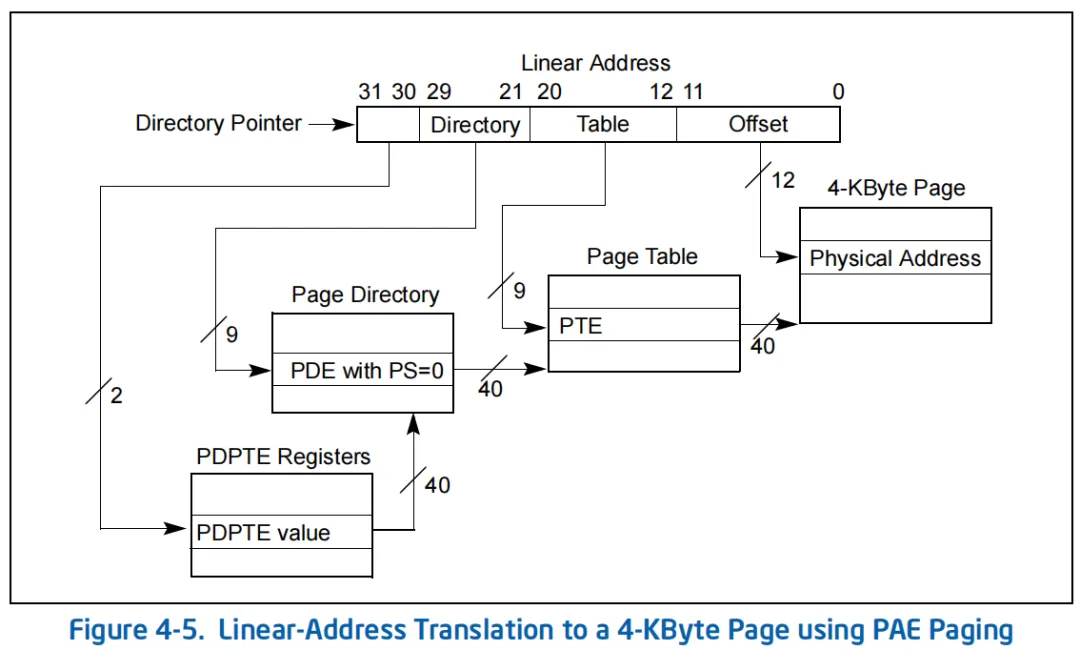 Linear Address
31 30 29 21 20 12 11 0
Directory Pointer Directory Table Offset
12
4-KByte Page
Physical Address
Page Table
9
PTE
40
Page Directory
9
PDE with PS=0
40
2
PDPTE Registers
40
PDPTE value
Figure 4-5. Linear-Address Translation to a 4-KByte Page using PAE Paging